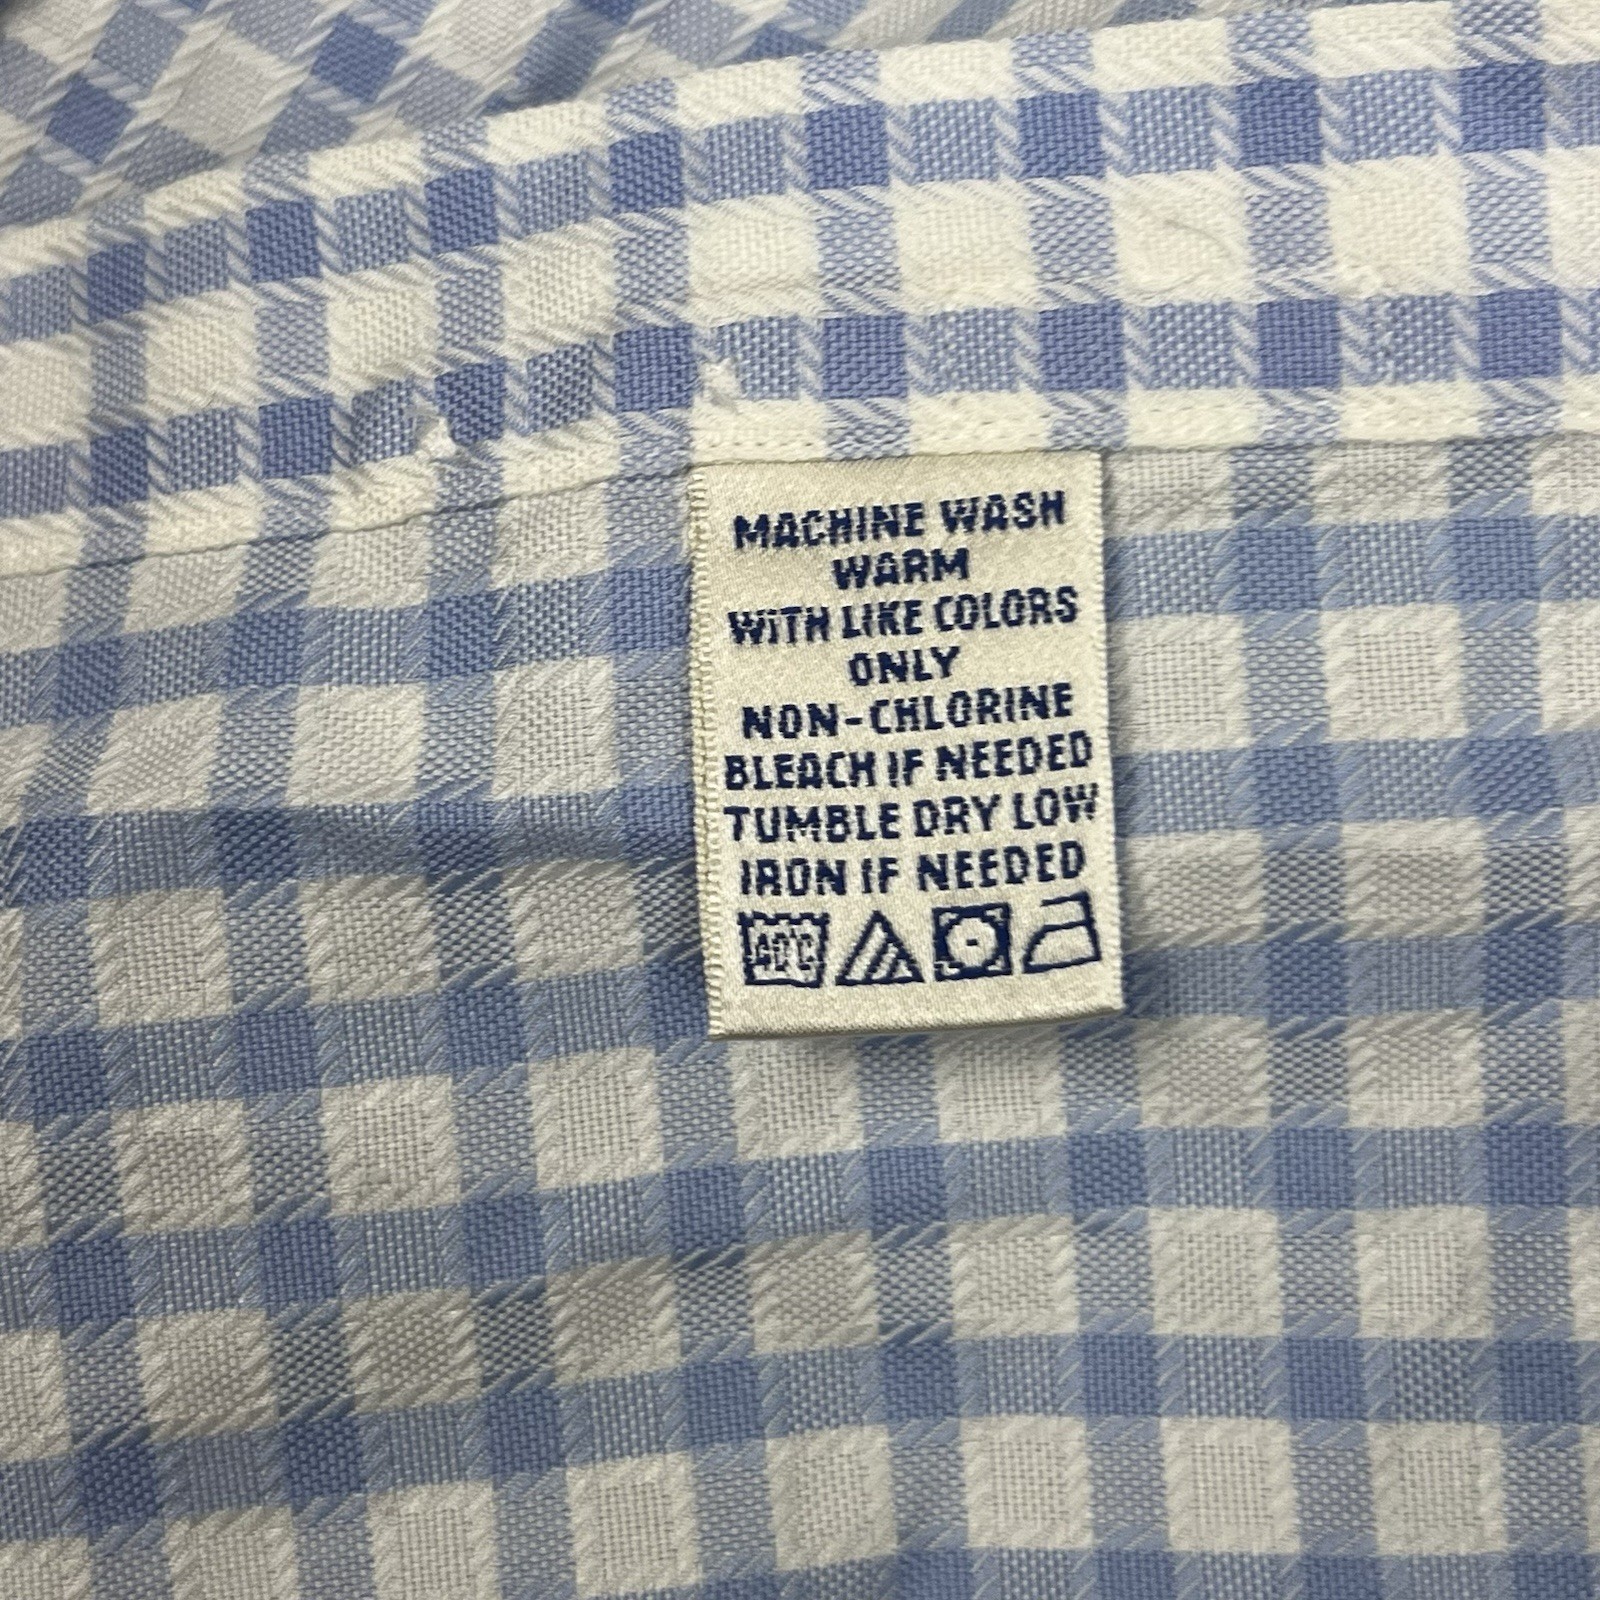 MACHINE WASH
WARM
WITH LIKE COLORS
ONLY
NON-CHLORINE
BLEACH IF NEEDED
TUMBLE DRY LOW
IRON IF NEEDED
40°C